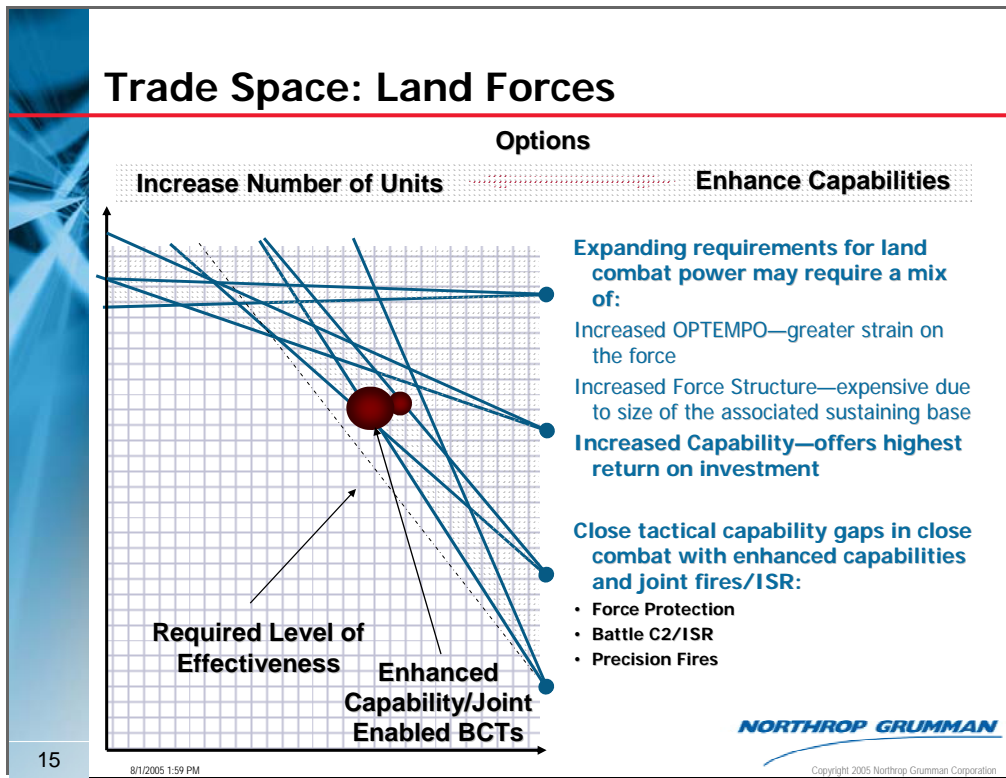 Trade Space: Land Forces
Options
Increase Number of Units
Enhance Capabilities
Expanding requirements for land
combat power may require a mix
of:
Increased OPTEMPO—greater strain on
the force
Increased Force Structure—expensive due
to size of the associated sustaining base
Increased Capability—offers highest
return on investment
Close tactical capability gaps in close
combat with enhanced capabilities
and joint fires/ISR:
• Force Protection
• Battle C2/ISR
• Precision Fires
Required Level of
Effectiveness
Enhanced
Capability/Joint
Enabled BCTs
NORTHROP GRUMMAN
15
8/1/2005 1:59 PM
Copyright 2005 Northrop Grumman Corporation